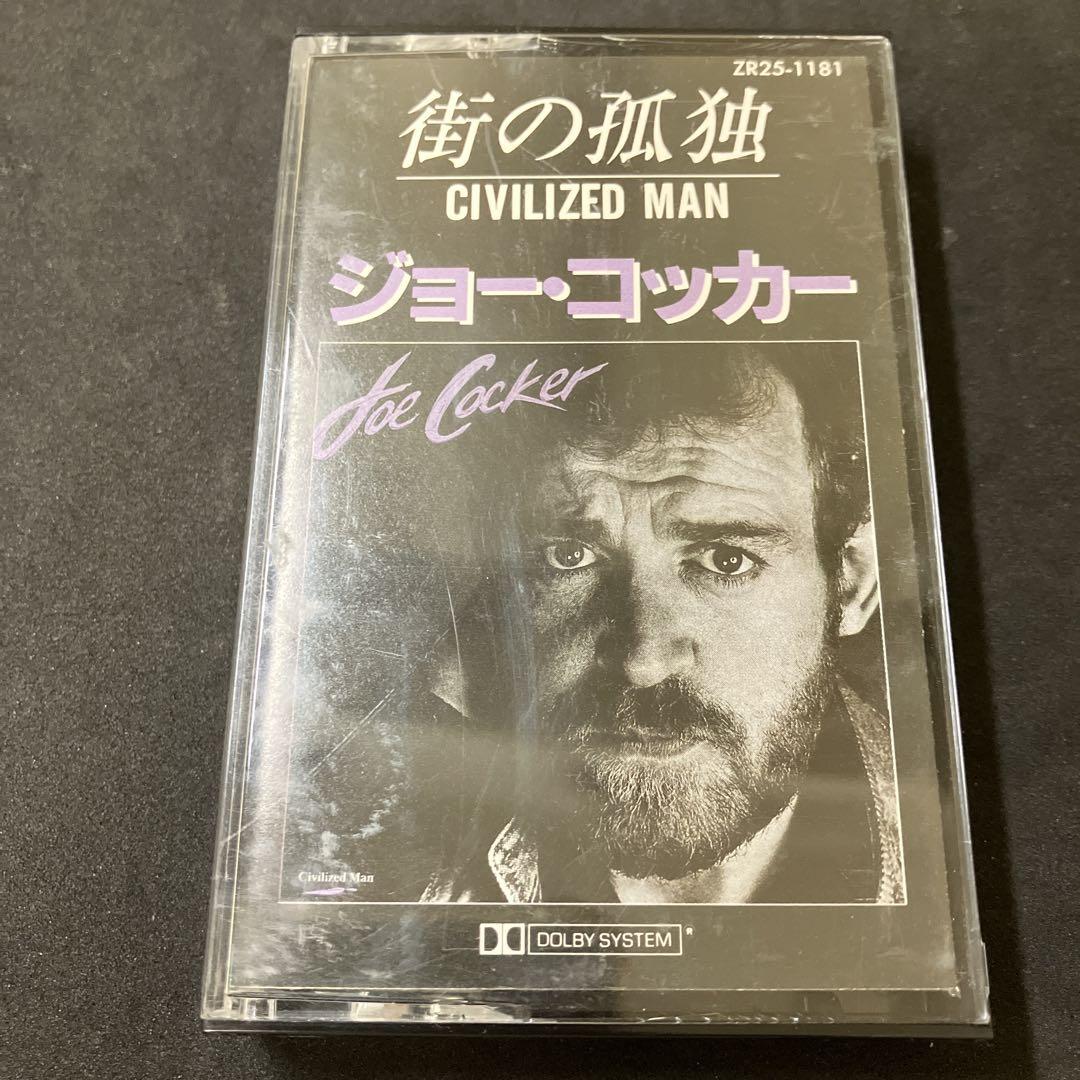 ZR25-1181
街の孤独
CIVILIZED MAN
ジョー・コッカー
Joe Cocker
Civilized Man
DOLBY SYSTEM ®